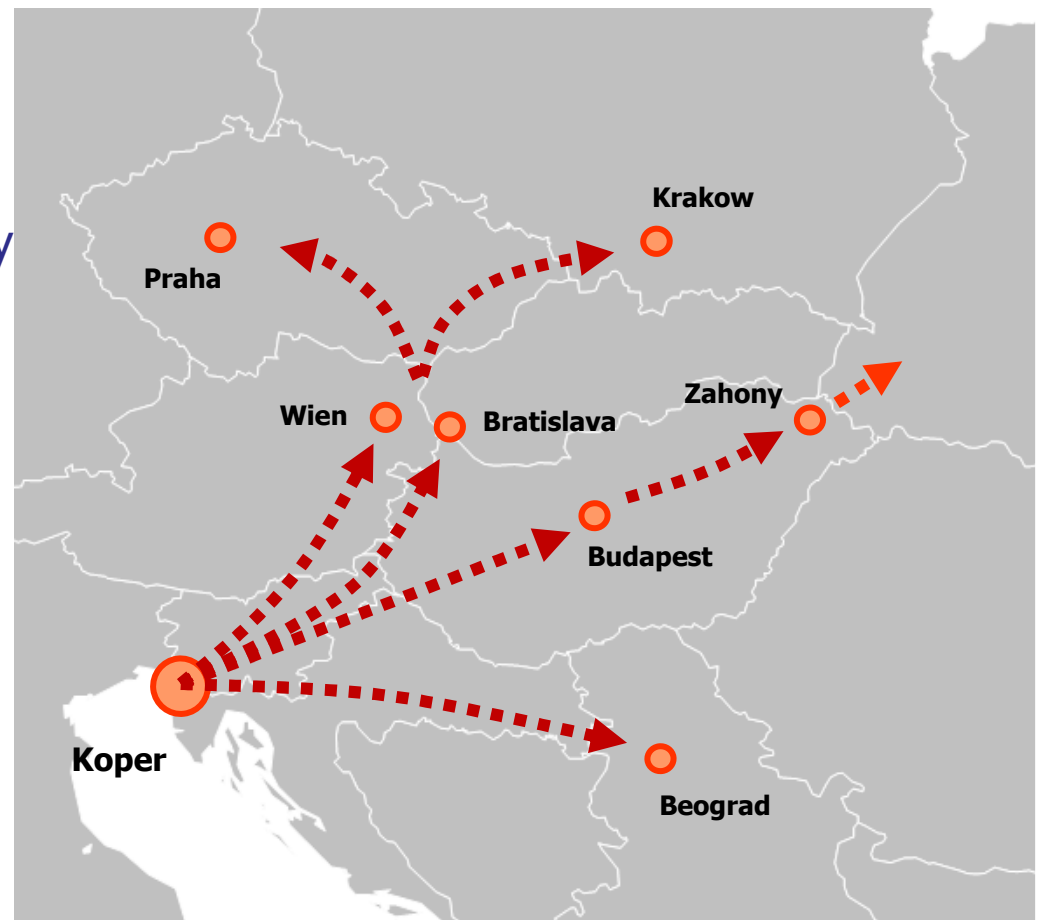 Krakow
y
Praha
Zahony
Wien
Bratislava
Budapest
Koper
Beograd